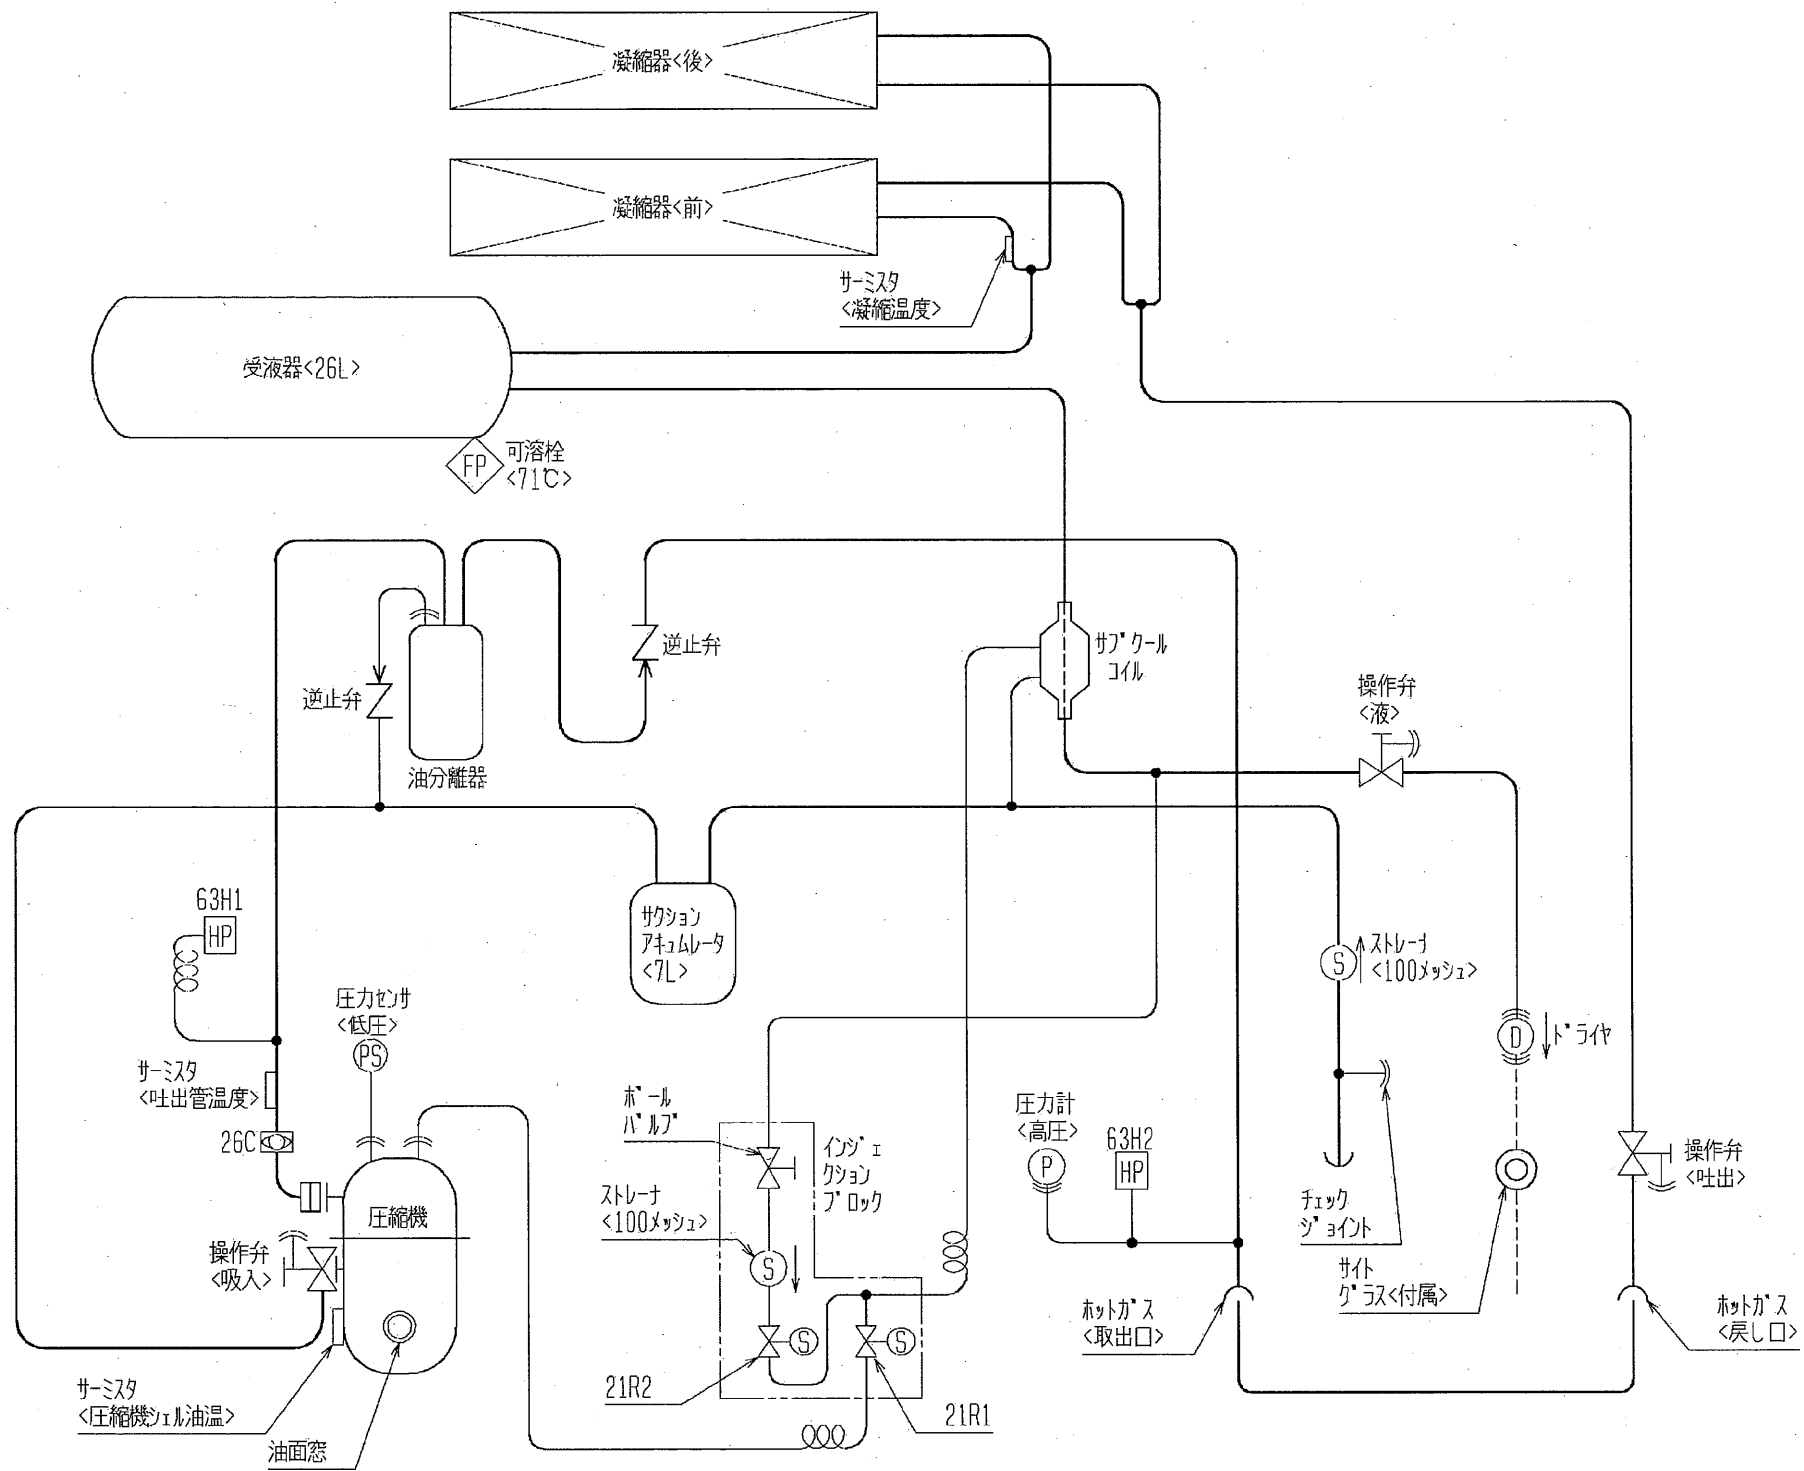 凝縮器<後>
凝縮器<前>
サーミスタ
<凝縮温度>
受液器<26L>
FP
可溶栓
<71℃>
逆止弁
逆止弁
油分離器
サブクール
コイル
操作弁
<液>
63H1
HP
サクション
アキュムレータ
<7L>
S
ストレーナ
<100メッシュ>
圧力センサ
<低圧>
PS
サーミスタ
<吐出管温度>
26C
D
ドライヤ
ボール
バルブ
インジェ
クション
ブロック
圧力計
<高圧>
P
63H2
HP
操作弁
<吐出>
ストレーナ
<100メッシュ>
S
圧縮機
操作弁
<吸入>
チェック
ジョイント
サイト
グラス<付属>
ホットガス
<取出口>
ホットガス
<戻し口>
S
S
21R2
21R1
サーミスタ
<圧縮機シェル油温>
油面窓